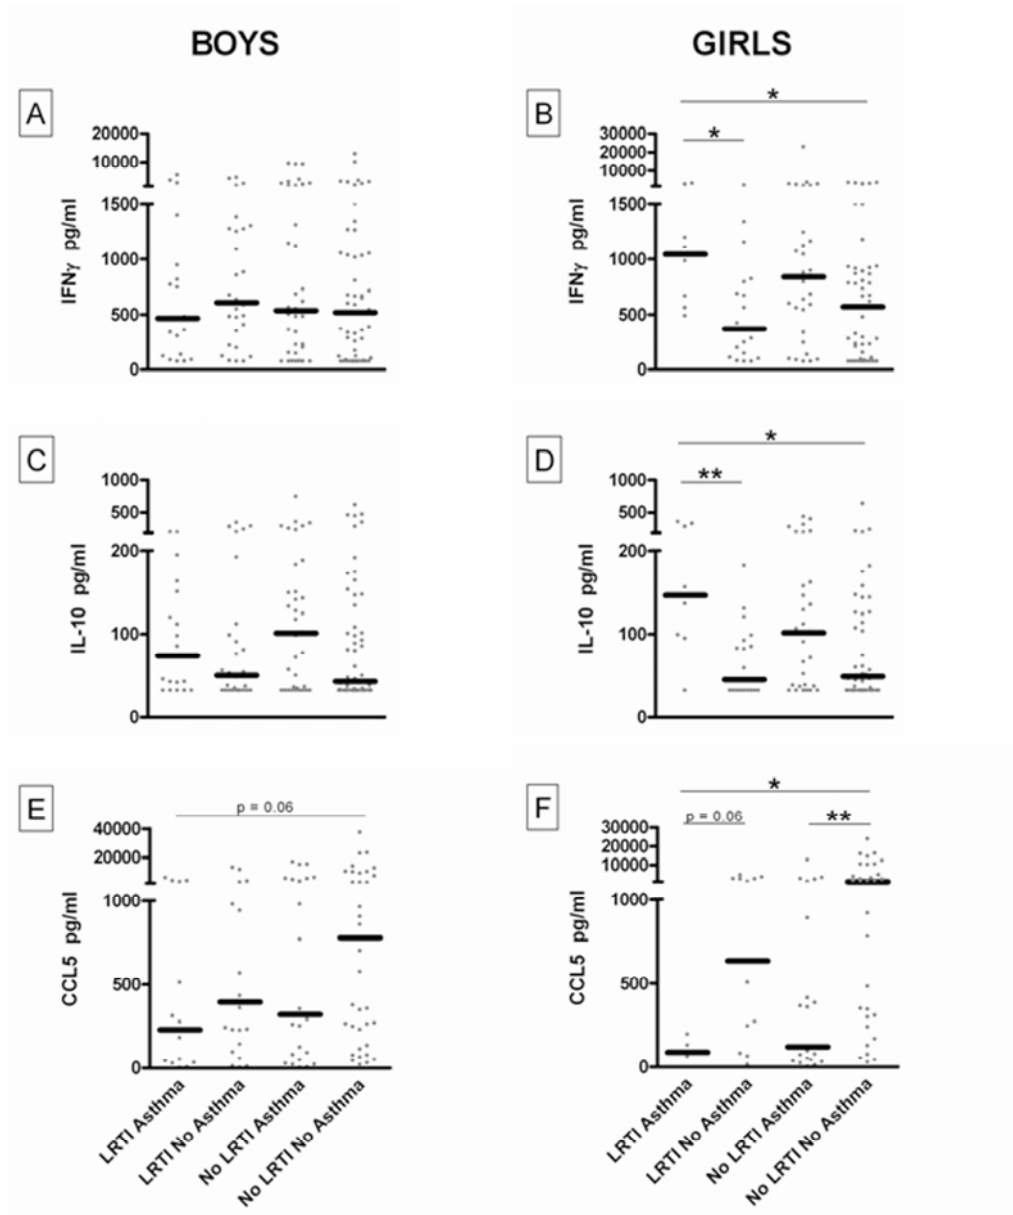 BOYS GIRLS
A B
*
*
20000 30000
10000 20000
10000
1500 1500
1000 1000
500 500
0 0
IFNγ pg/ml IFNγ pg/ml
C D
*
**
1000 1000
500 500
200 200
100 100
0 0
IL-10 pg/ml IL-10 pg/ml
E F
p = 0.06 *
p = 0.06 **
40000 30000
20000 20000
10000
1000 1000
500 500
0 0
CCL5 pg/ml CCL5 pg/ml
LRTI Asthma LRTI No Asthma No LRTI Asthma No LRTI No Asthma
LRTI Asthma LRTI No Asthma No LRTI Asthma No LRTI No Asthma